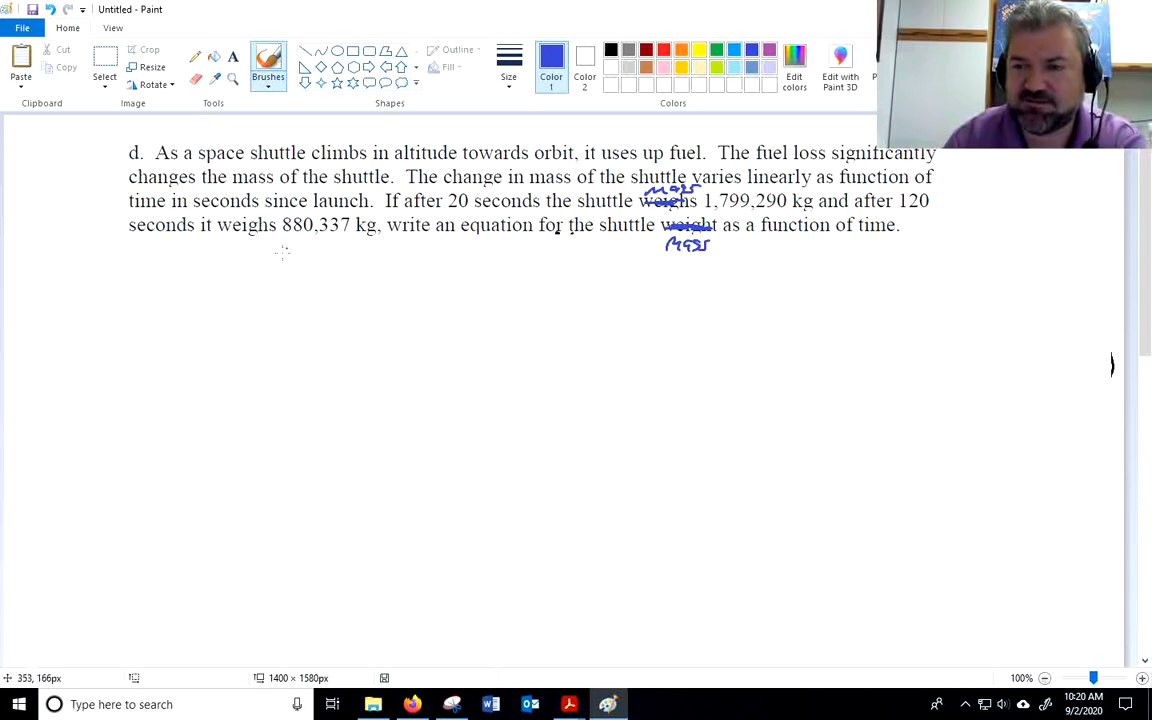 Untitled - Paint
File Home View
Paste
Cut
Copy
Clipboard
Select
Crop
Resize
Rotate
Image
Tools
Brushes
Shapes
Outline
Fill
Size
Color 1
Color 2
Colors
Edit colors
Edit with Paint 3D
d. As a space shuttle climbs in altitude towards orbit, it uses up fuel. The fuel loss significantly
changes the mass of the shuttle. The change in mass of the shuttle varies linearly as function of
mass
time in seconds since launch. If after 20 seconds the shuttle weighs 1,799,290 kg and after 120
seconds it weighs 880,337 kg, write an equation for the shuttle weight as a function of time.
mass
353, 166px
1400 × 1580px
100%
Type here to search
10:20 AM
9/2/2020